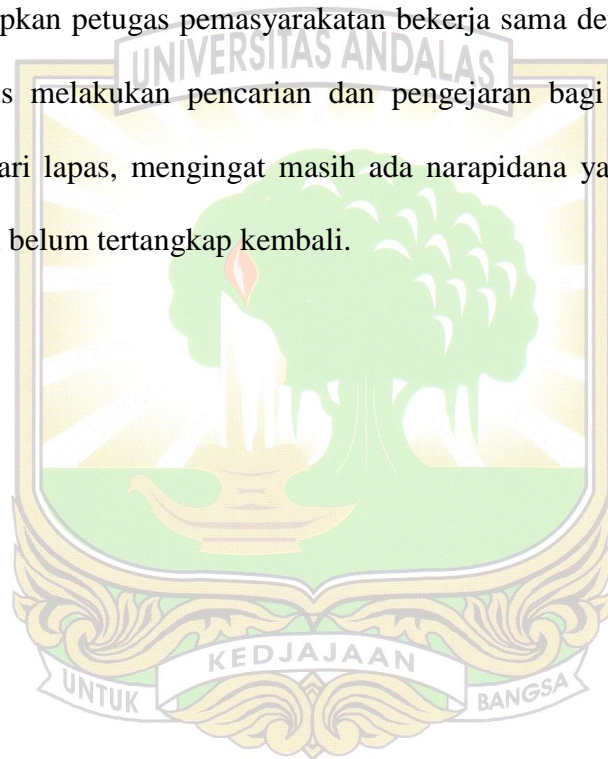 pkan petugas pemasyarakatan bekerja sama de
UNIVERSITAS ANDALAS
s melakukan pencarian dan pengejaran bagi
ari lapas, mengingat masih ada narapidana ya
belum tertangkap kembali.
UNTUK KEDJAJAAN BANGSA